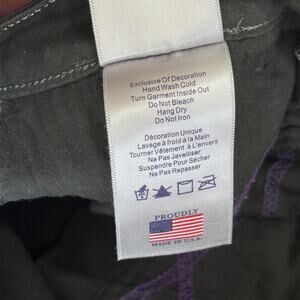 Exclusive Of Decoration
Hand Wash Cold
Turn Garment Inside Out
Do Not Bleach
Hang Dry
Do Not Iron
Décoration Unique
Lavage à froid à la Main
Tourner Vêtement à L'envers
Ne Pas Javelliser
Suspendre Pour Sécher
Ne Pas Repasser
PROUDLY
MADE IN U.S.A.